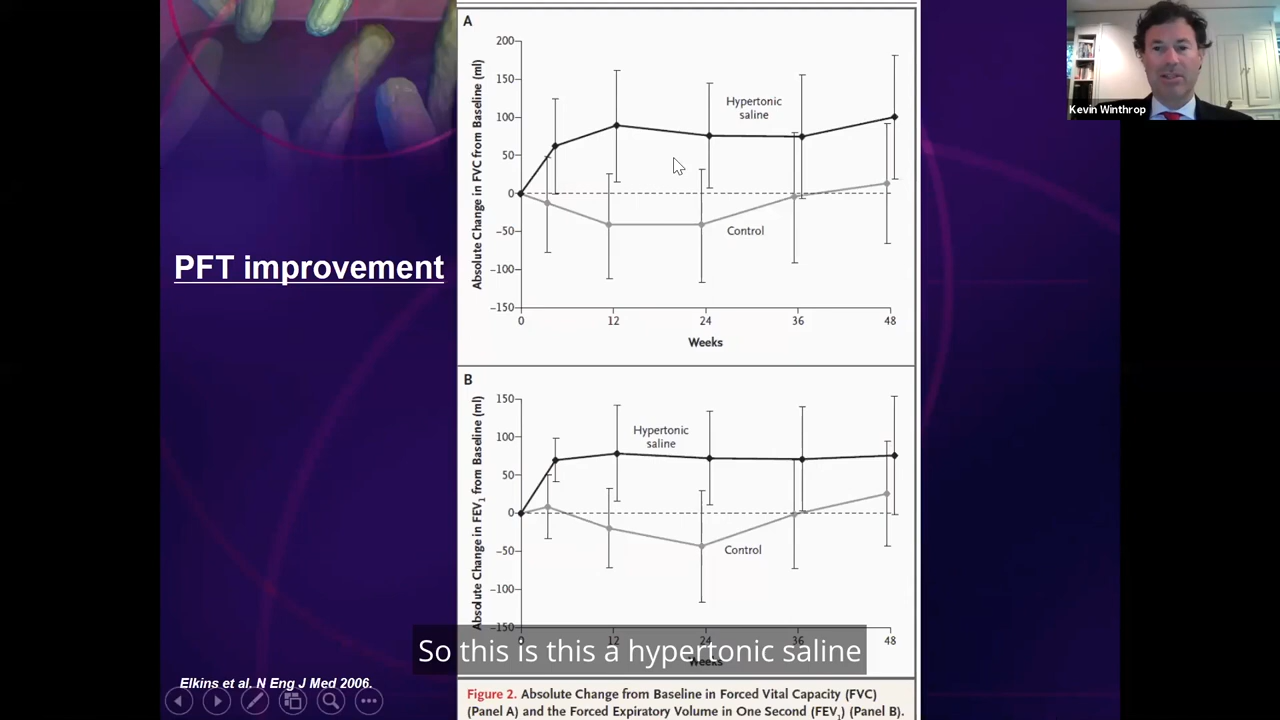 PFT improvement
Elkins et al. N Eng J Med 2006.
A
Absolute Change in FVC from Baseline (ml)
200
150
100
50
0
−50
−100
−150
Hypertonic
saline
Control
0 12 24 36 48
Weeks
B
Absolute Change in FEV1 from Baseline (ml)
150
100
50
0
−50
−100
−150
Hypertonic
saline
Control
0 12 24 36 48
Weeks
Figure 2. Absolute Change from Baseline in Forced Vital Capacity (FVC)
(Panel A) and the Forced Expiratory Volume in One Second (FEV1) (Panel B).
Kevin Winthrop
So this is this a hypertonic saline